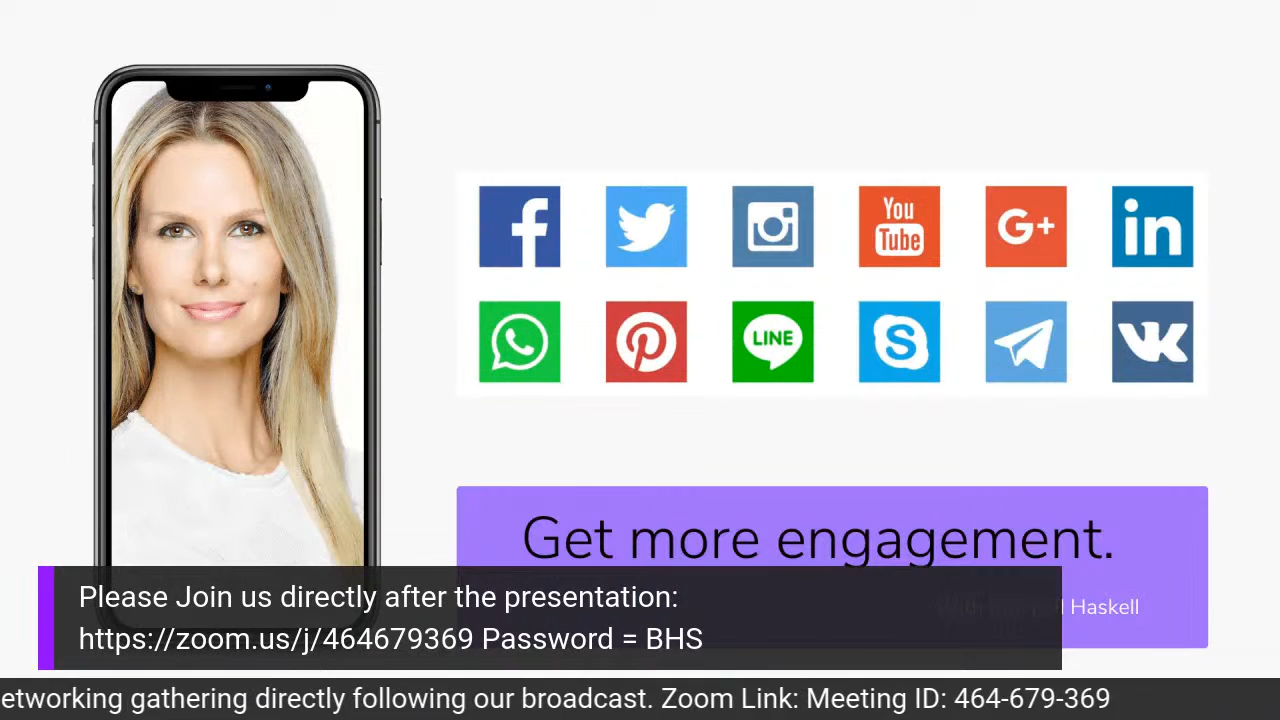 You
Tube
G+
in
LINE
Get more engagement.
With Haskell
Please Join us directly after the presentation:
https://zoom.us/j/464679369 Password = BHS
etworking gathering directly following our broadcast. Zoom Link: Meeting ID: 464-679-369